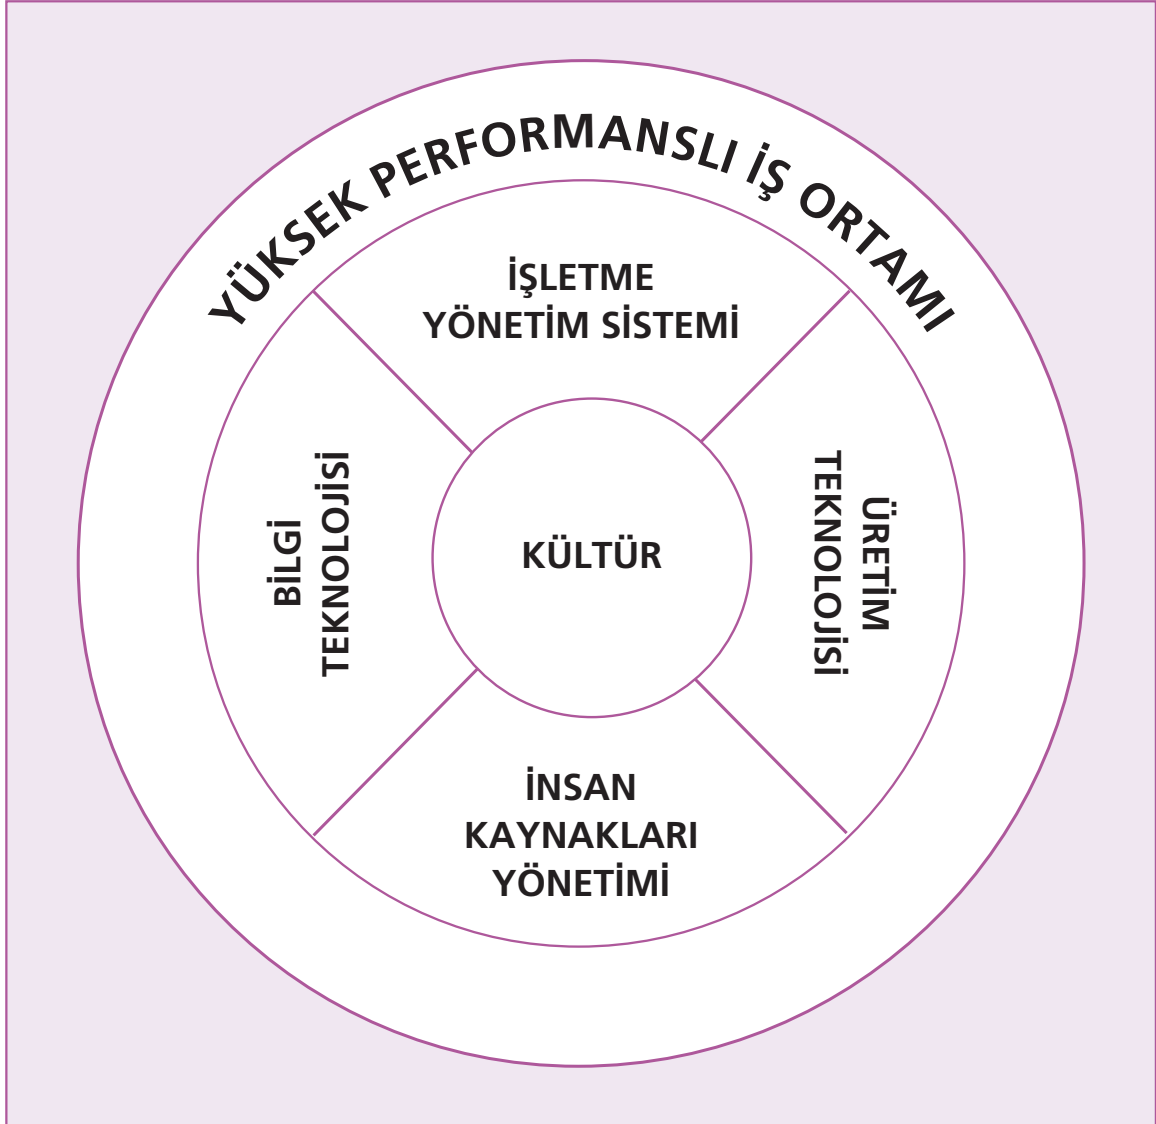 YÜKSEK PERFORMANSLI İŞ ORTAMI
İŞLETME
YÖNETİM SİSTEMİ
BİLGİ
TEKNOLOJİSİ
KÜLTÜR
ÜRETİM
TEKNOLOJİSİ
İNSAN
KAYNAKLARI
YÖNETİMİ